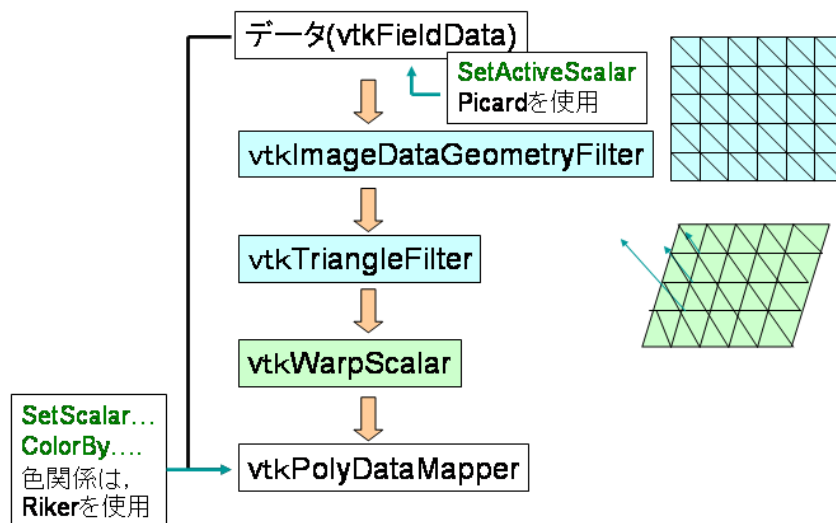 データ(vtkFieldData)
SetActiveScalar
Picardを使用
vtkImageDataGeometryFilter
vtkTriangleFilter
vtkWarpScalar
SetScalar...
ColorBy....
色関係は,
Rikerを使用
vtkPolyDataMapper